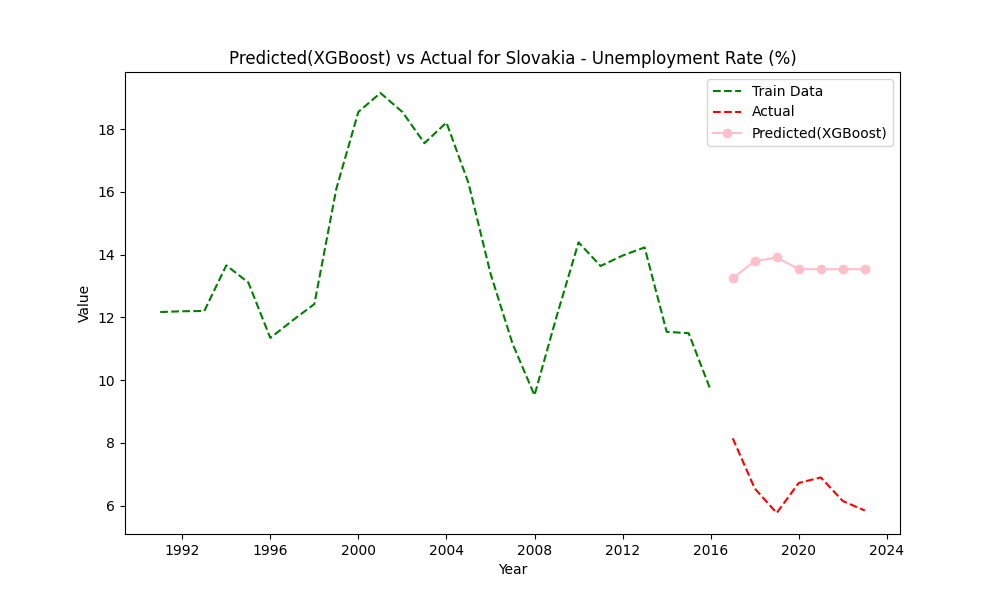 Predicted(XGBoost) vs Actual for Slovakia - Unemployment Rate (%)
Train Data
Actual
Predicted(XGBoost)
Value
18
16
14
12
10
8
6
1992 1996 2000 2004 2008 2012 2016 2020 2024
Year